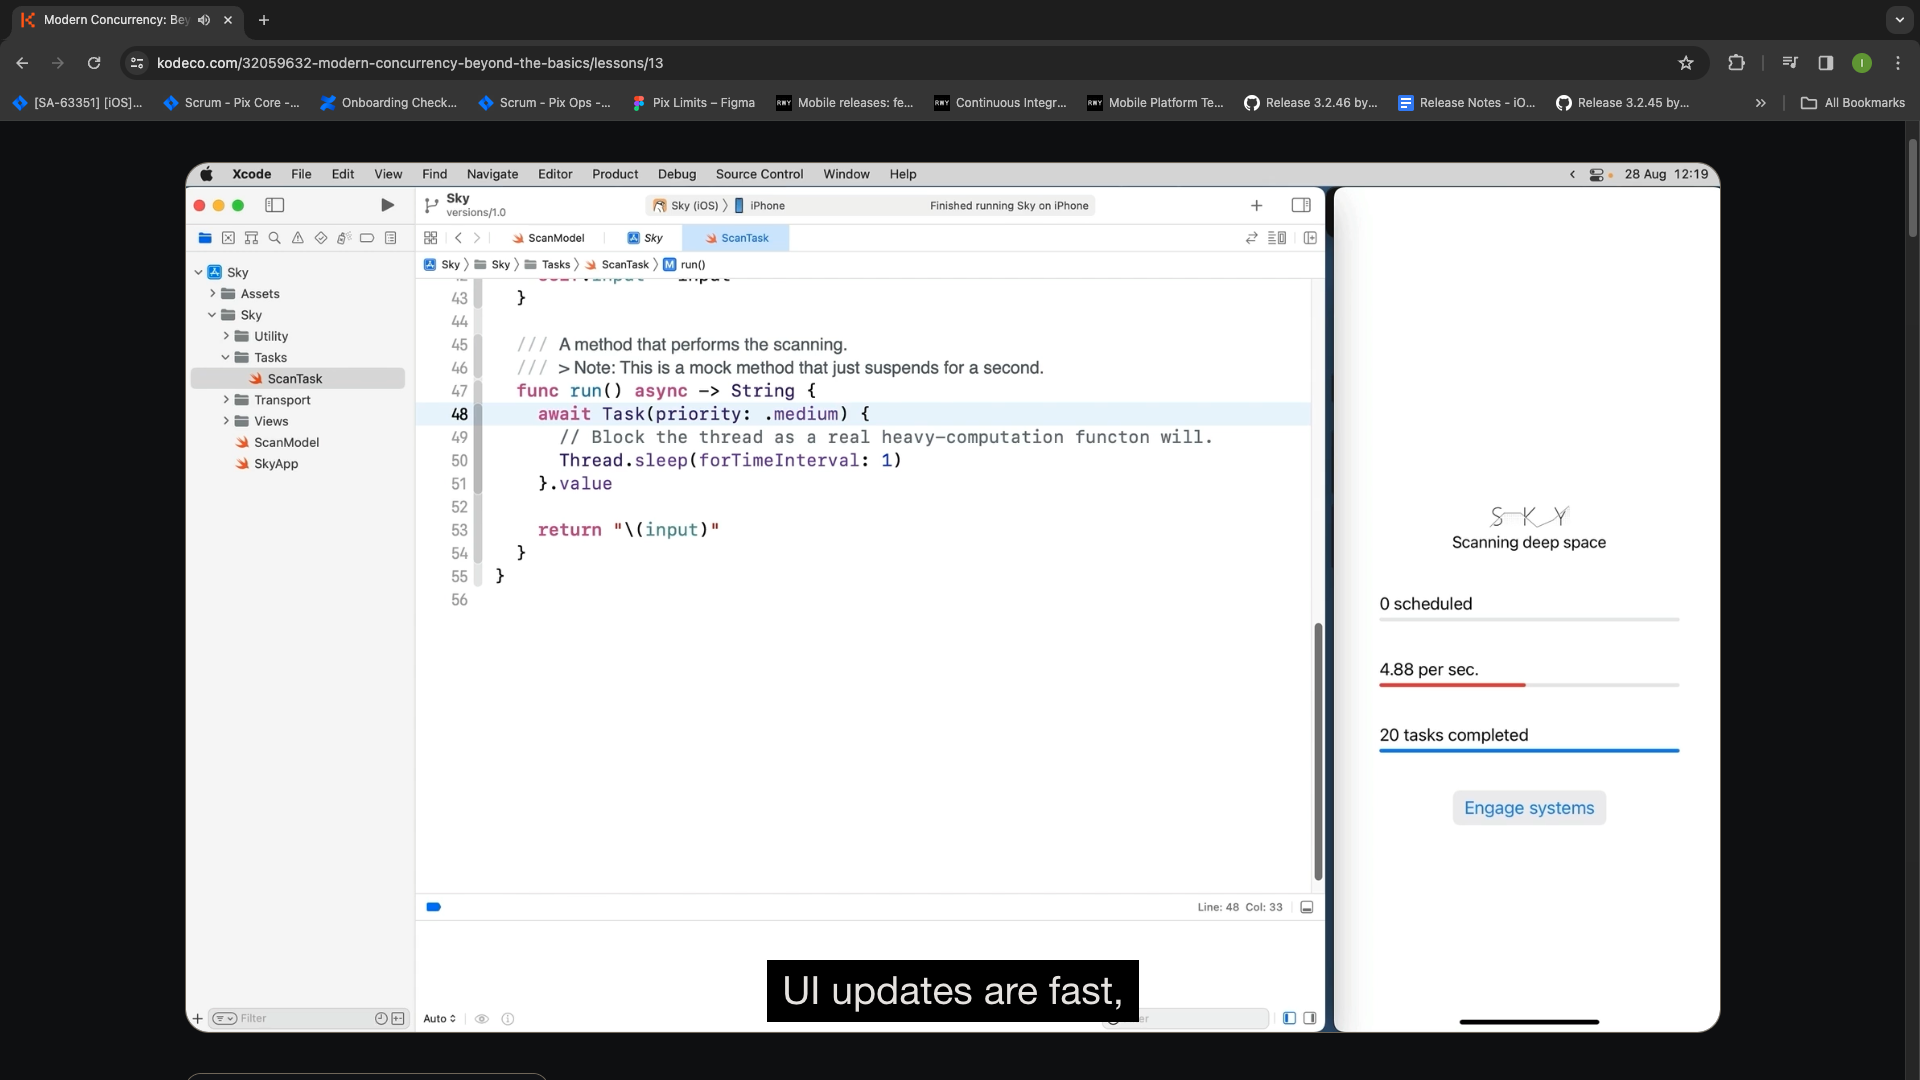 Modern Concurrency: Bey
kodeco.com/32059632-modern-concurrency-beyond-the-basics/lessons/13
[SA-63351] [iOS]...
Scrum - Pix Core -...
Onboarding Check...
Scrum - Pix Ops -...
Pix Limits – Figma
Mobile releases: fe...
Continuous Integr...
Mobile Platform Te...
Release 3.2.46 by...
Release Notes - iO...
Release 3.2.45 by...
All Bookmarks
Xcode File Edit View Find Navigate Editor Product Debug Source Control Window Help
28 Aug 12:19
Sky
versions/1.0
Sky (iOS) 〉 iPhone
Finished running Sky on iPhone
ScanModel
Sky
ScanTask
Sky 〉 Sky 〉 Tasks 〉 ScanTask 〉 M run()
Sky
Assets
Sky
Utility
Tasks
ScanTask
Transport
Views
ScanModel
SkyApp
42 self.input = input
43 }
44
45 /// A method that performs the scanning.
46 /// > Note: This is a mock method that just suspends for a second.
47 func run() async -> String {
48 await Task(priority: .medium) {
49 // Block the thread as a real heavy-computation functon will.
50 Thread.sleep(forTimeInterval: 1)
51 }.value
52
53 return "\(input)"
54 }
55 }
56
Line: 48 Col: 33
Filter
Auto
UI updates are fast,
S K Y
Scanning deep space
0 scheduled
4.88 per sec.
20 tasks completed
Engage systems